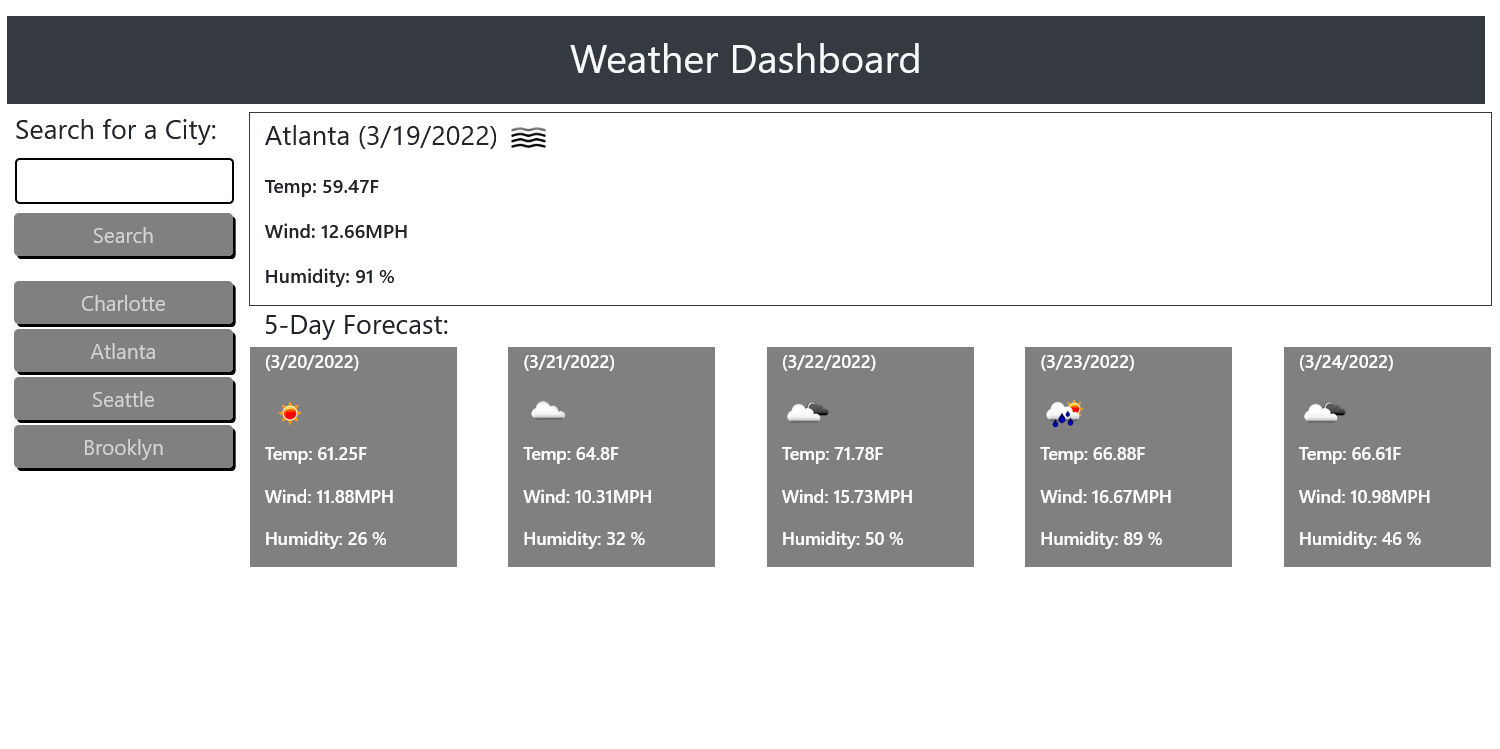 Weather Dashboard
Search for a City:
Search
Charlotte
Atlanta
Seattle
Brooklyn
Atlanta (3/19/2022)
Temp: 59.47F
Wind: 12.66MPH
Humidity: 91 %
5-Day Forecast:
(3/20/2022)
Temp: 61.25F
Wind: 11.88MPH
Humidity: 26 %
(3/21/2022)
Temp: 64.8F
Wind: 10.31MPH
Humidity: 32 %
(3/22/2022)
Temp: 71.78F
Wind: 15.73MPH
Humidity: 50 %
(3/23/2022)
Temp: 66.88F
Wind: 16.67MPH
Humidity: 89 %
(3/24/2022)
Temp: 66.61F
Wind: 10.98MPH
Humidity: 46 %